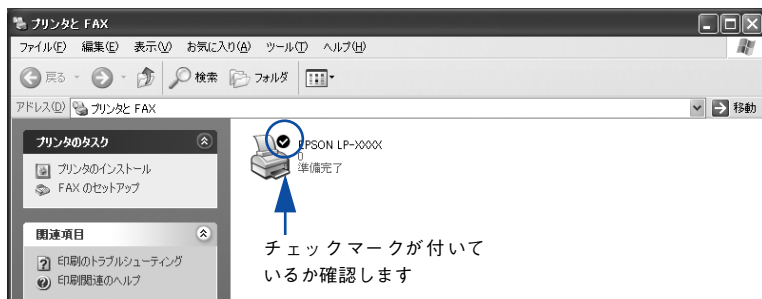 プリンタと FAX
ファイル(F) 編集(E) 表示(V) お気に入り(A) ツール(T) ヘルプ(H)
戻る 検索 フォルダ
アドレス(D) プリンタと FAX 移動
プリンタのタスク
プリンタのインストール
FAX のセットアップ
関連項目
印刷のトラブルシューティング
印刷関連のヘルプ
EPSON LP-XXXX
0
準備完了
チェックマークが付いて
いるか確認します